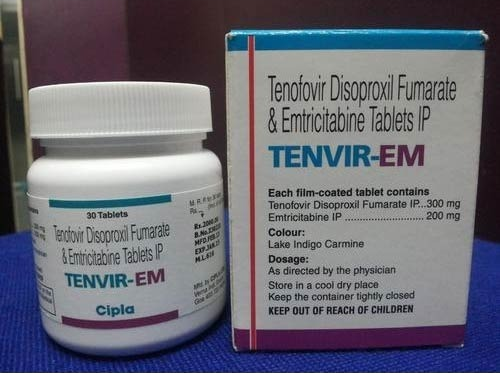 30 Tablets
Tenofovir Disoproxil Fumarate
& Emtricitabine Tablets IP
TENVIR-EM
Cipla
Tenofovir Disoproxil Fumarate
& Emtricitabine Tablets IP
TENVIR-EM
Each film-coated tablet contains
Tenofovir Disoproxil Fumarate IP...300 mg
Emtricitabine IP ........................ 200 mg
Colour:
Lake Indigo Carmine
Dosage:
As directed by the physician
Store in a cool dry place
Keep the container tightly closed
KEEP OUT OF REACH OF CHILDREN